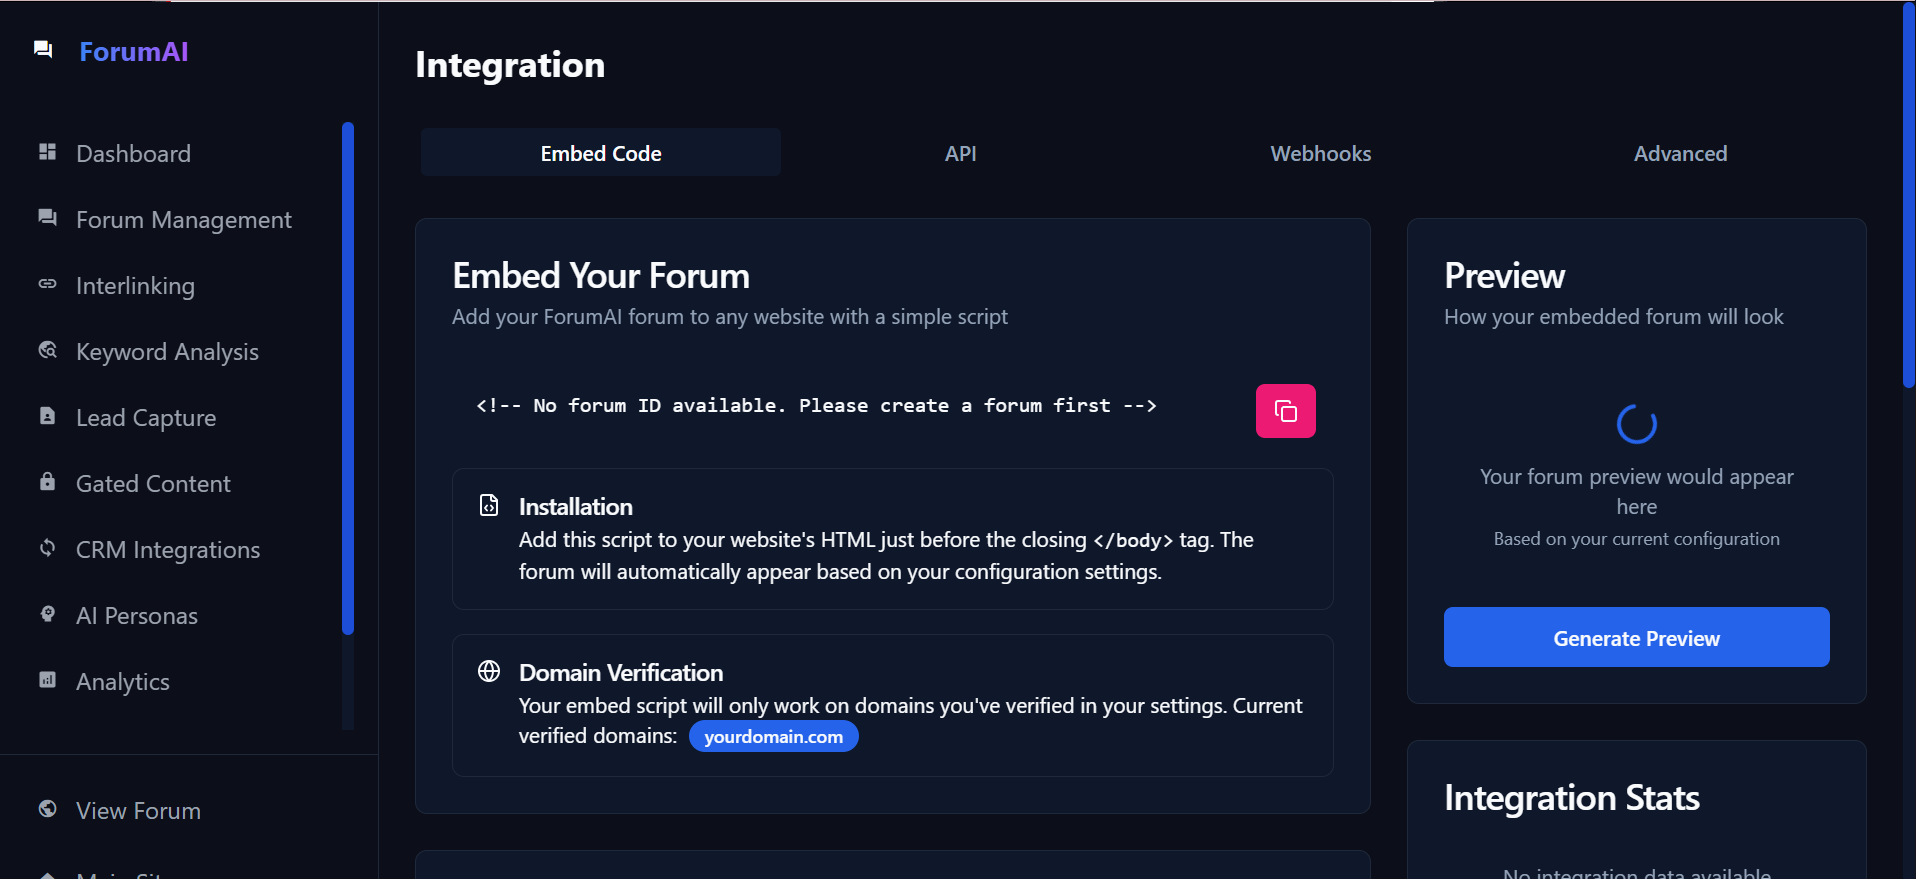 ForumAI
Dashboard
Forum Management
Interlinking
Keyword Analysis
Lead Capture
Gated Content
CRM Integrations
AI Personas
Analytics
View Forum
Integration
Embed Code
API
Webhooks
Advanced
Embed Your Forum
Add your ForumAI forum to any website with a simple script
<!-- No forum ID available. Please create a forum first -->
Installation
Add this script to your website's HTML just before the closing </body> tag. The
forum will automatically appear based on your configuration settings.
Domain Verification
Your embed script will only work on domains you've verified in your settings. Current
verified domains: yourdomain.com
Preview
How your embedded forum will look
Your forum preview would appear
here
Based on your current configuration
Generate Preview
Integration Stats
No integration data available